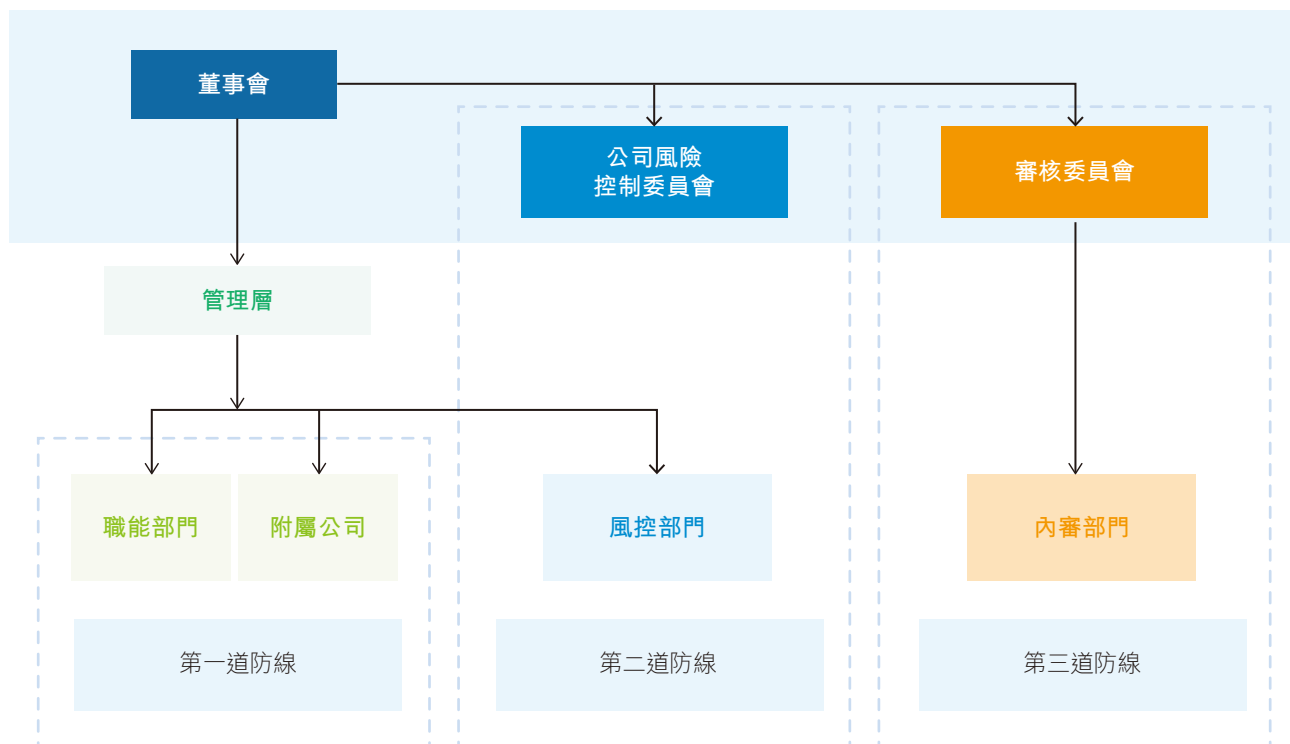 董事會
公司風險
控制委員會
審核委員會
管理層
職能部門
附屬公司
風控部門
內審部門
第一道防線
第二道防線
第三道防線